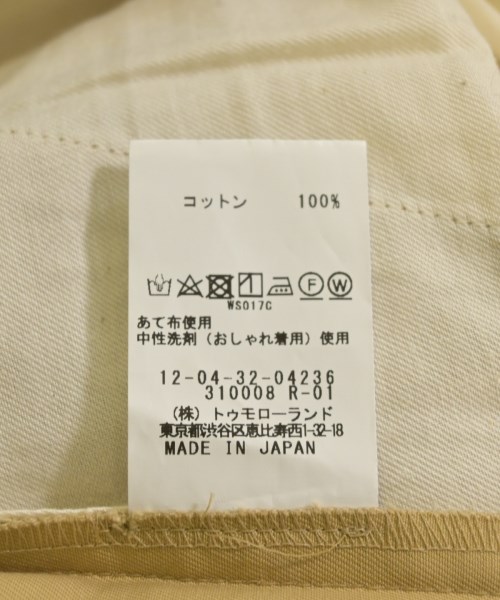 コットン 100%
F W
WS017C
あて布使用
中性洗剤(おしゃれ着用)使用
12-04-32-04236
310008 R-01
(株)トゥモローランド
東京都渋谷区恵比寿西1-32-18
MADE IN JAPAN